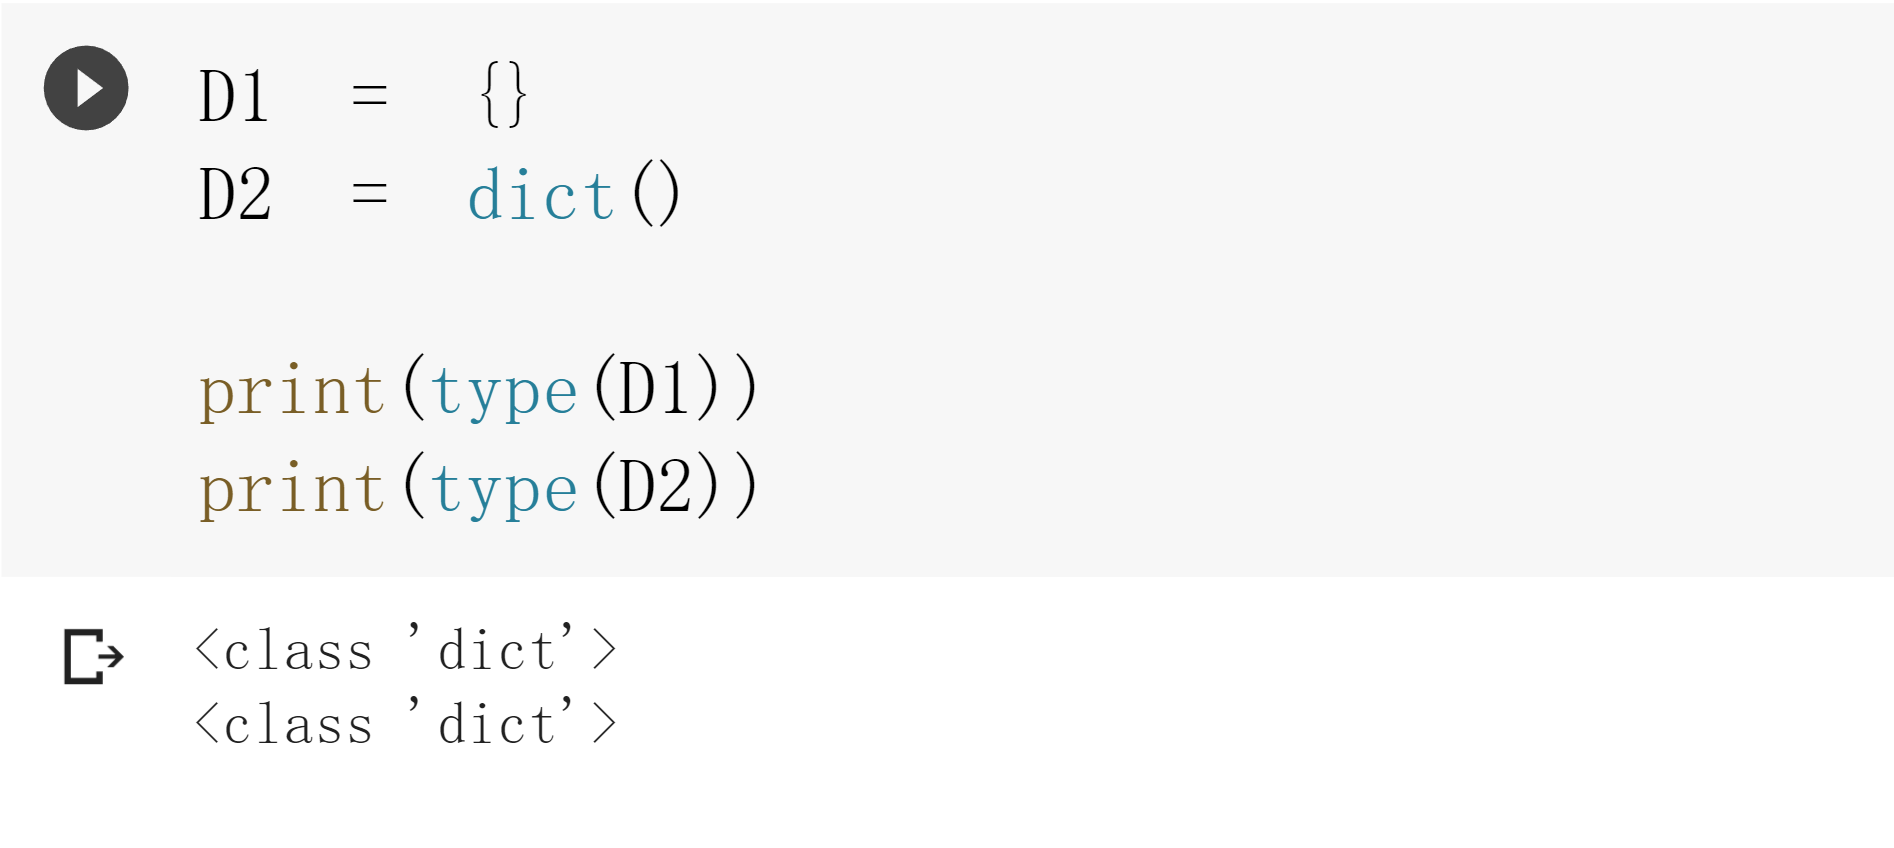 D1 = {}
D2 = dict()
print(type(D1))
print(type(D2))
<class 'dict'>
<class 'dict'>